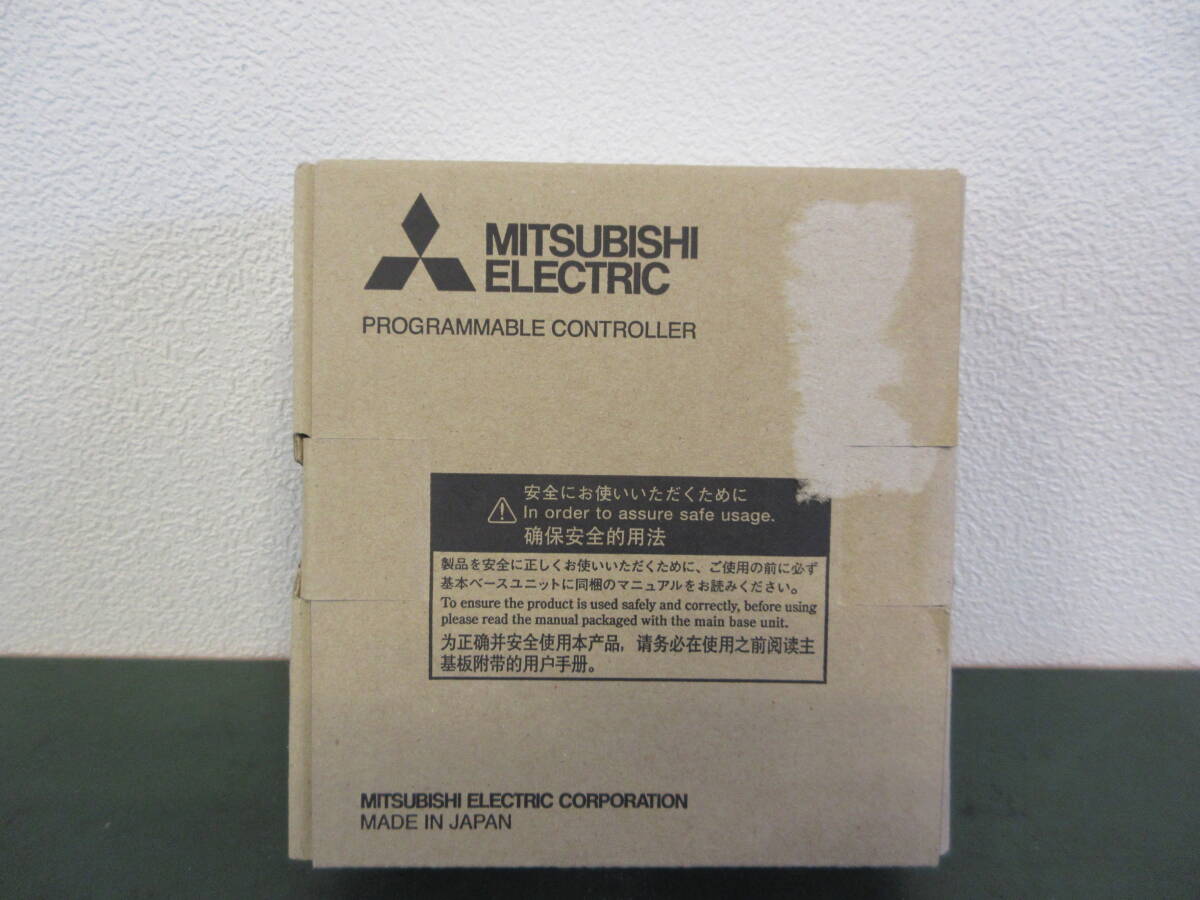 MITSUBISHI
ELECTRIC
PROGRAMMABLE CONTROLLER
安全にお使いいただくために
In order to assure safe usage.
确保安全的用法
製品を安全に正しくお使いいただくために、ご使用の前に必ず
基本ベースユニットに同梱のマニュアルをお読みください。
To ensure the product is used safely and correctly, before using
please read the manual packaged with the main base unit.
为正确并安全使用本产品，请务必在使用之前阅读主
基板附带的用户手册。
MITSUBISHI ELECTRIC CORPORATION
MADE IN JAPAN